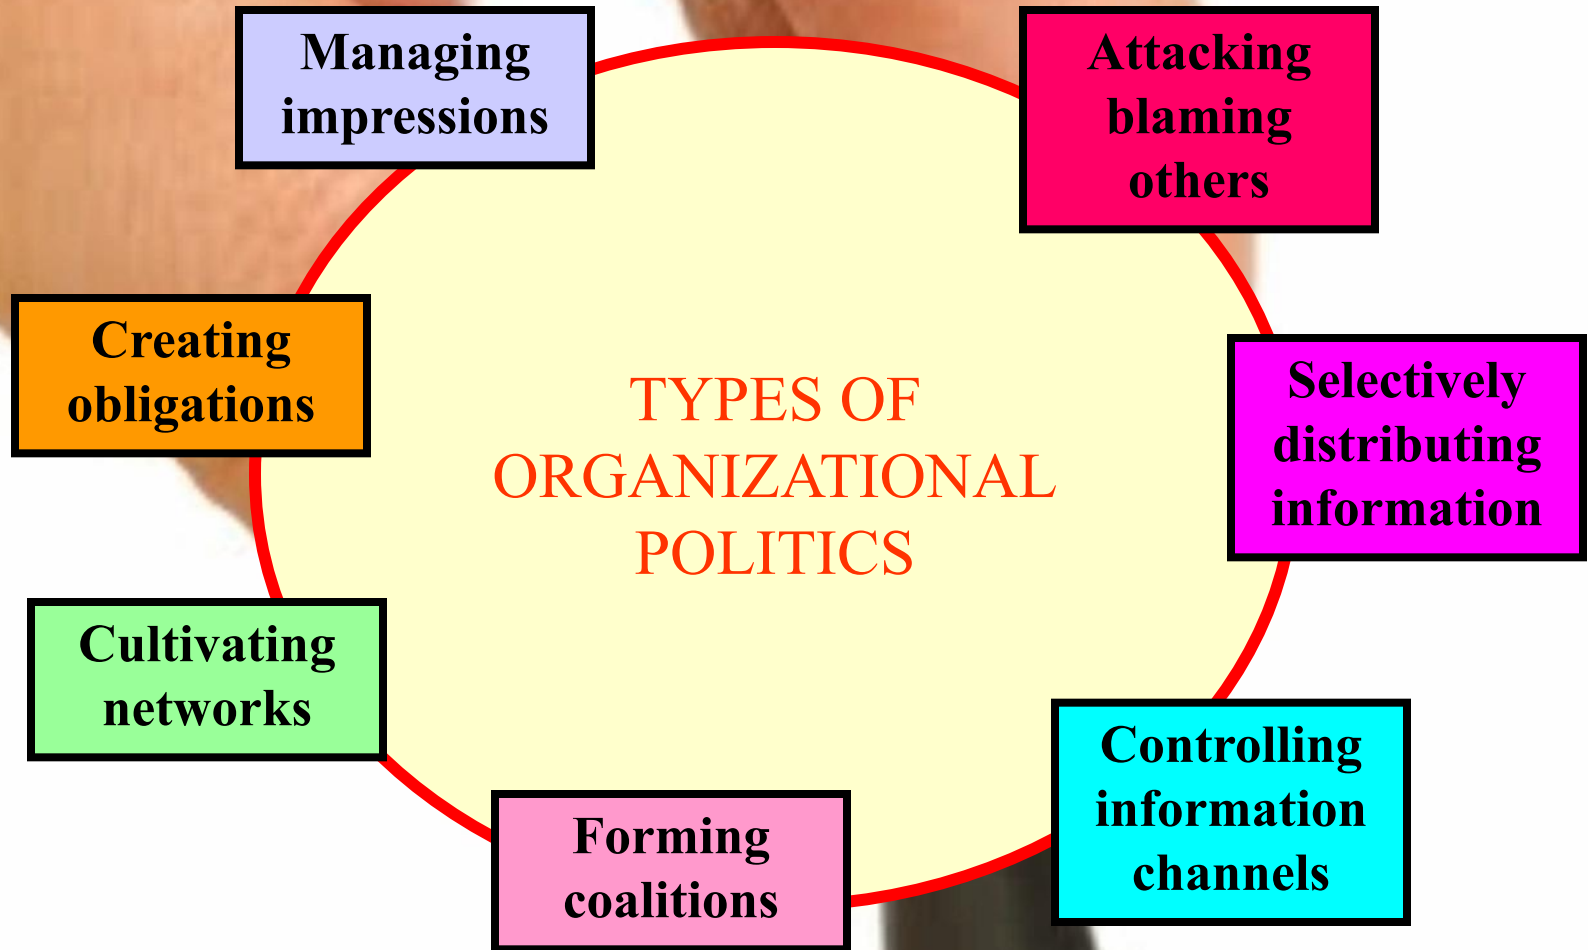 Managing
impressions
Attacking
blaming
others
Creating
obligations
TYPES OF
ORGANIZATIONAL
POLITICS
Selectively
distributing
information
Cultivating
networks
Forming
coalitions
Controlling
information
channels